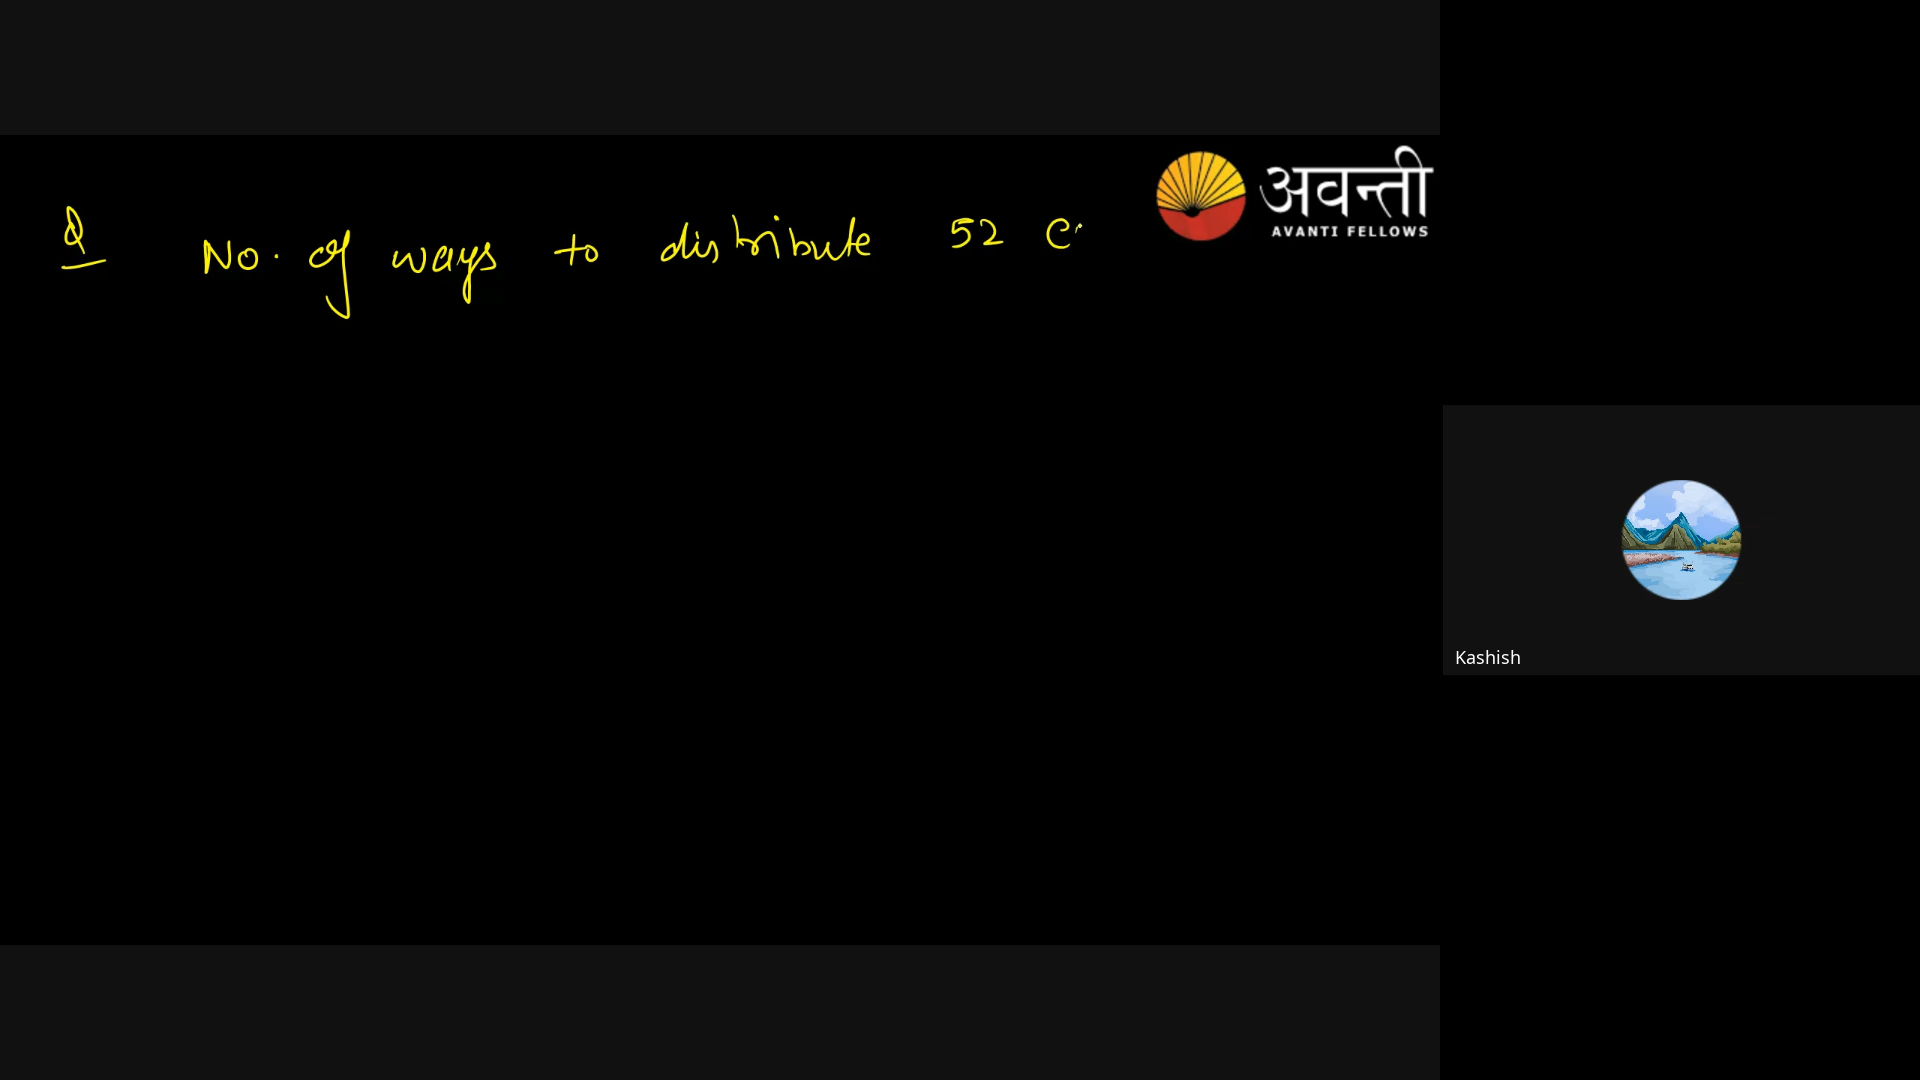 Q No. of ways to distribute 52 C
अवन्ती
AVANTI FELLOWS
Kashish